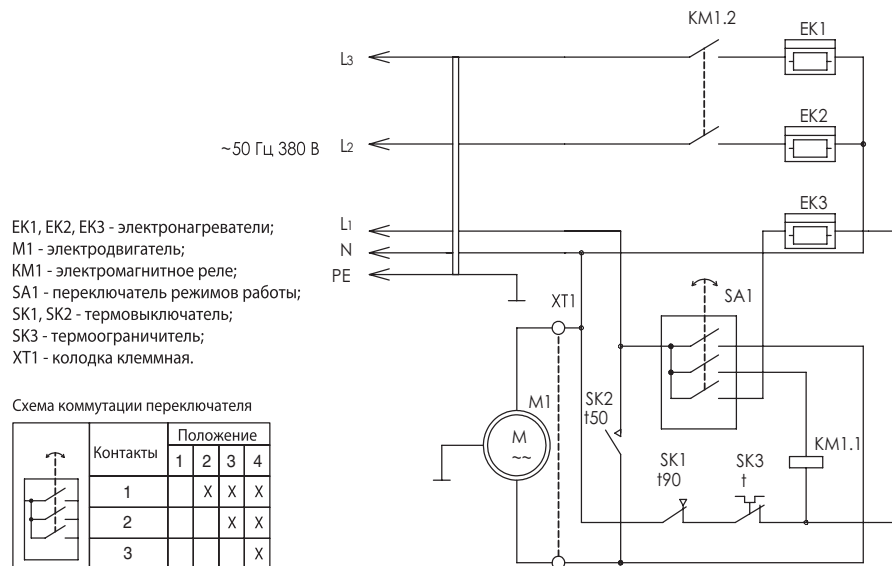 KM1.2
EK1
L3
EK2
~50 Гц 380 В
L2
EK3
L1
N
PE
EK1, EK2, EK3 - электронагреватели;
M1 - электродвигатель;
KM1 - электромагнитное реле;
SA1 - переключатель режимов работы;
SK1, SK2 - термовыключатель;
SK3 - термоограничитель;
XT1 - колодка клеммная.
XT1
SA1
SK2
t50
M1
M
~~
SK1
t90
SK3
t
KM1.1
Схема коммутации переключателя
Контакты
Положение
1 2 3 4
1 X X X
2 X X
3 X